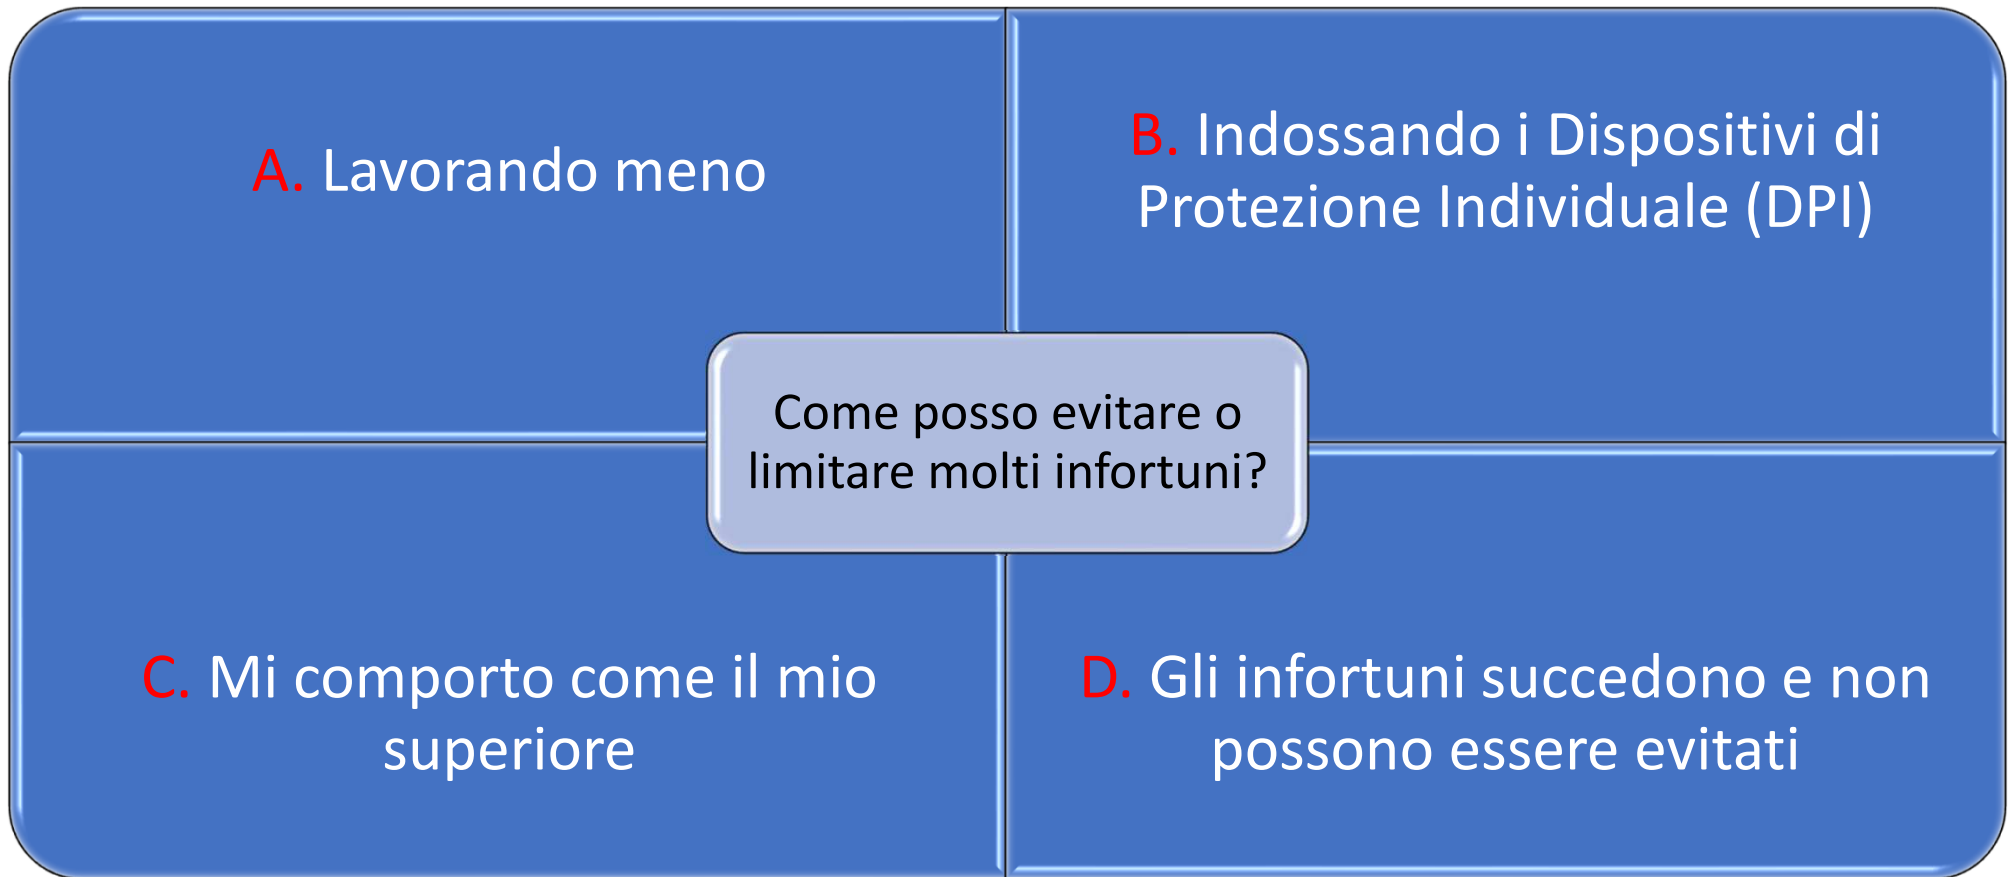 A. Lavorando meno
B. Indossando i Dispositivi di
Protezione Individuale (DPI)
Come posso evitare o
limitare molti infortuni?
C. Mi comporto come il mio
superiore
D. Gli infortuni succedono e non
possono essere evitati